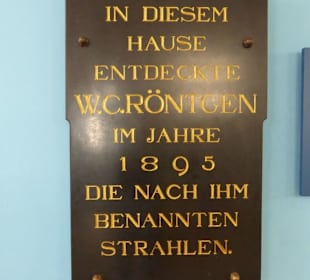 IN DIESEM
HAUSE
ENTDECKTE
W.C.RÖNTGEN
IM JAHRE
1895
DIE NACH IHM
BENANNTEN
STRAHLEN.